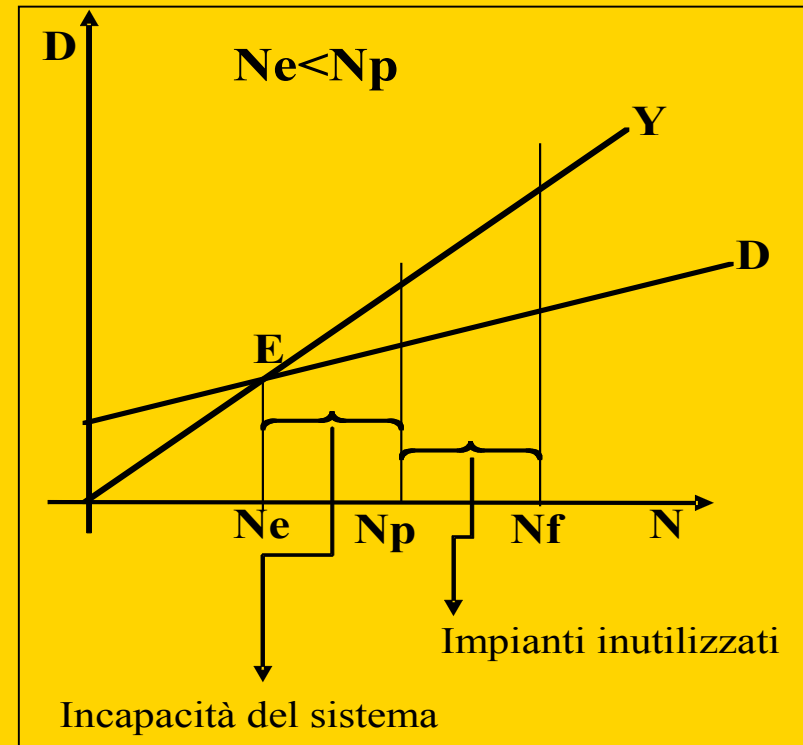 D
Ne<Np
Y
D
E
Ne Np Nf N
Impianti inutilizzati
Incapacità del sistema